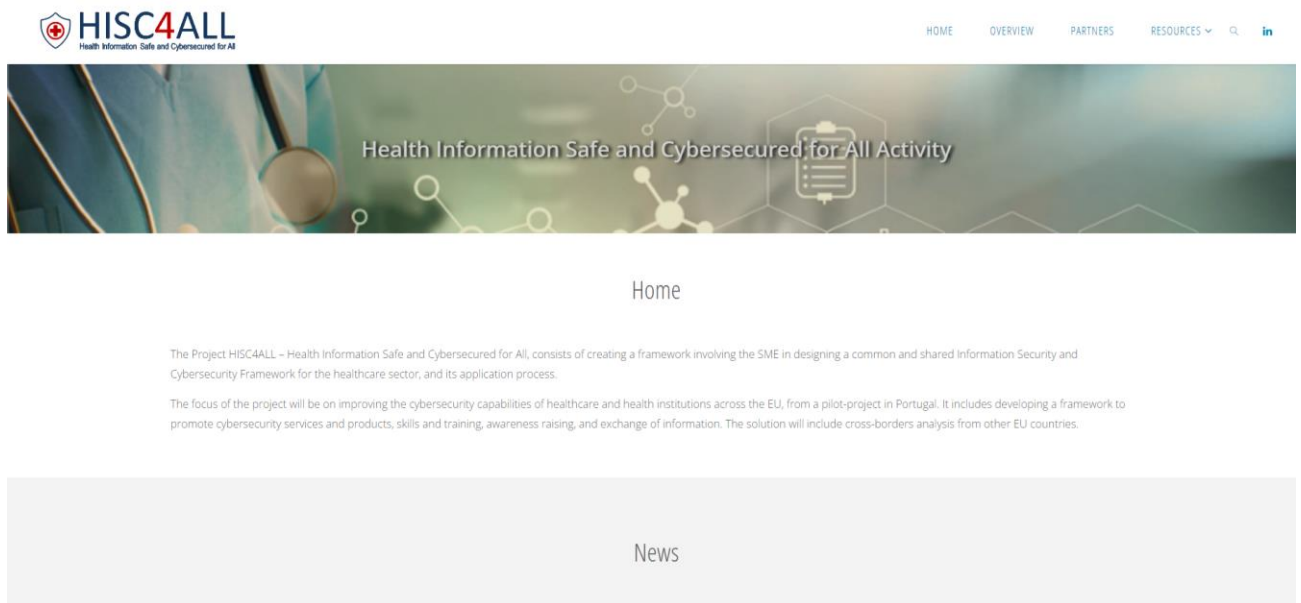 HISC4ALL
Health Information Safe and Cybersecured for All
HOME OVERVIEW PARTNERS RESOURCES in
Health Information Safe and Cybersecured for All Activity
Home
The Project HISC4ALL – Health Information Safe and Cybersecured for All, consists of creating a framework involving the SME in designing a common and shared Information Security and
Cybersecurity Framework for the healthcare sector, and its application process.
The focus of the project will be on improving the cybersecurity capabilities of healthcare and health institutions across the EU, from a pilot-project in Portugal. It includes developing a framework to
promote cybersecurity services and products, skills and training, awareness raising, and exchange of information. The solution will include cross-borders analysis from other EU countries.
News